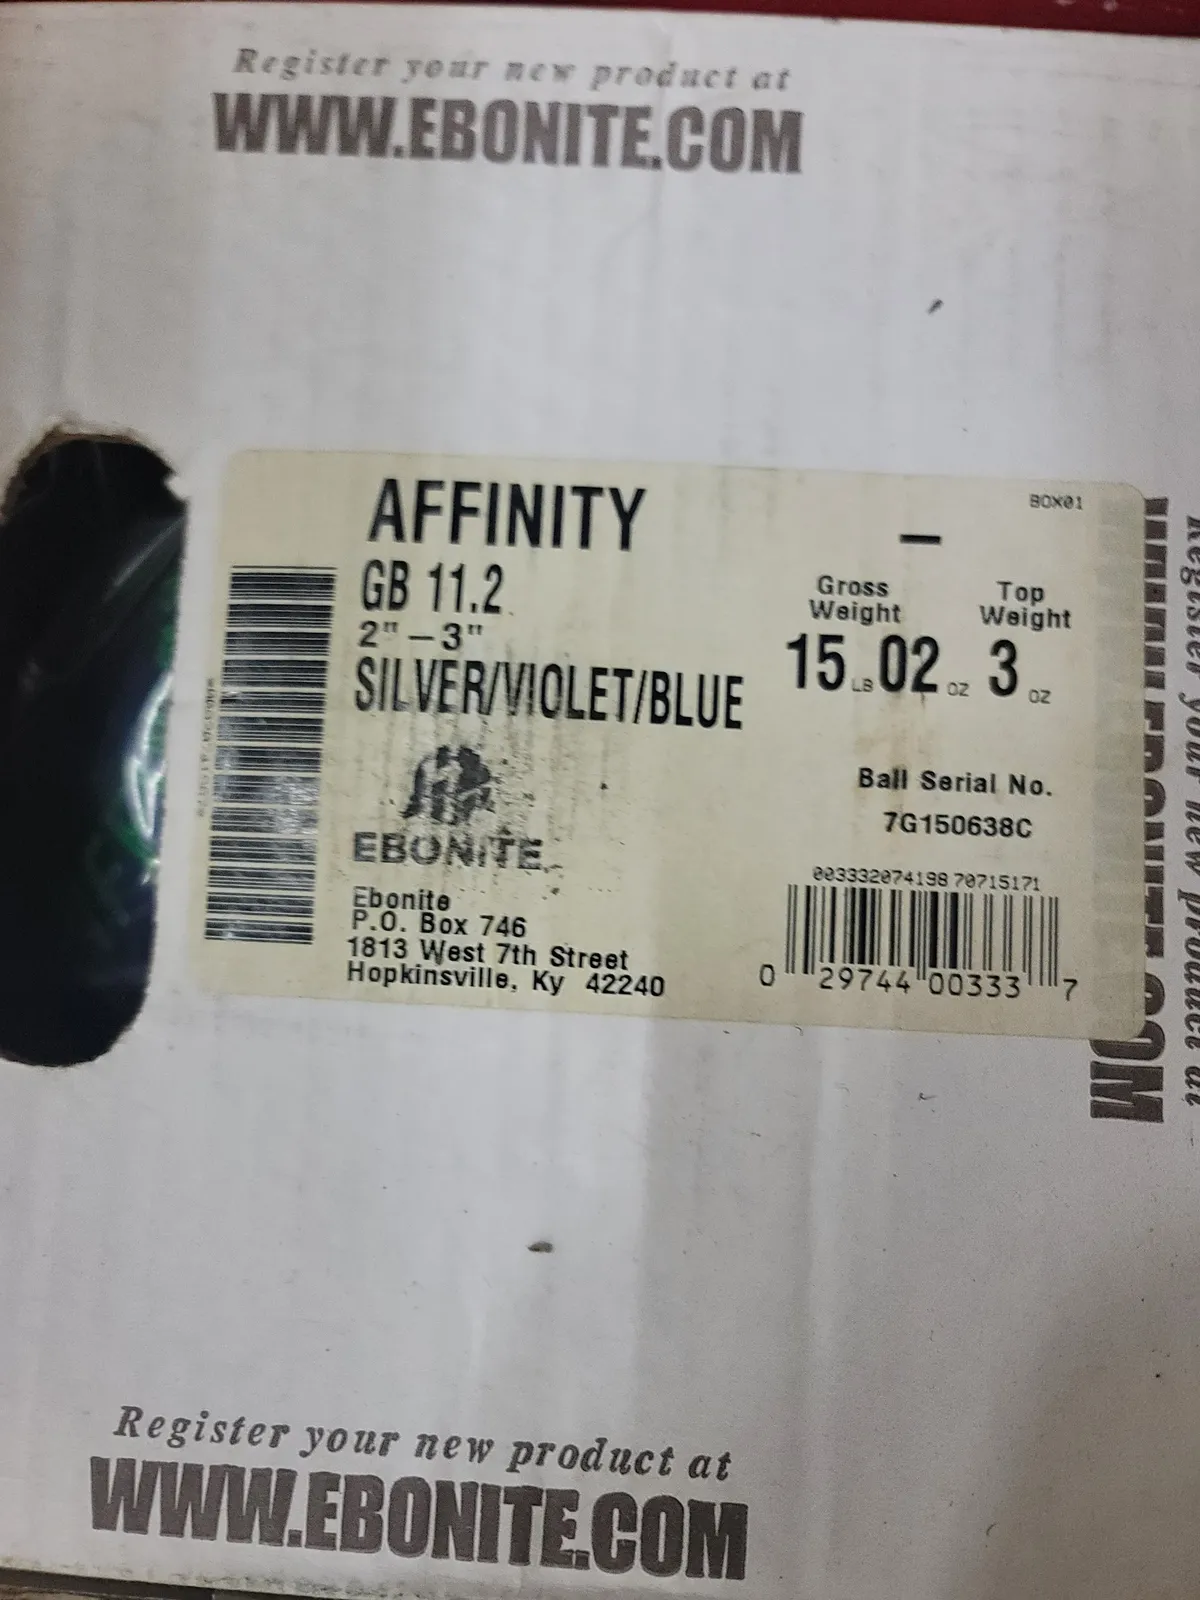 Register your new product at
WWW.EBONITE.COM
AFFINITY
BOX01
—
GB 11.2
2" – 3"
SILVER/VIOLET/BLUE
Gross Weight
Top Weight
15 LB 02 OZ
3 OZ
EBONITE
Ball Serial No.
7G150638C
003332074198 70715171
0 29744 00333 7
Ebonite
P.O. Box 746
1813 West 7th Street
Hopkinsville, Ky 42240
Register your new product at
WWW.EBONITE.COM
Register your new product at
WWW.EBONITE.COM